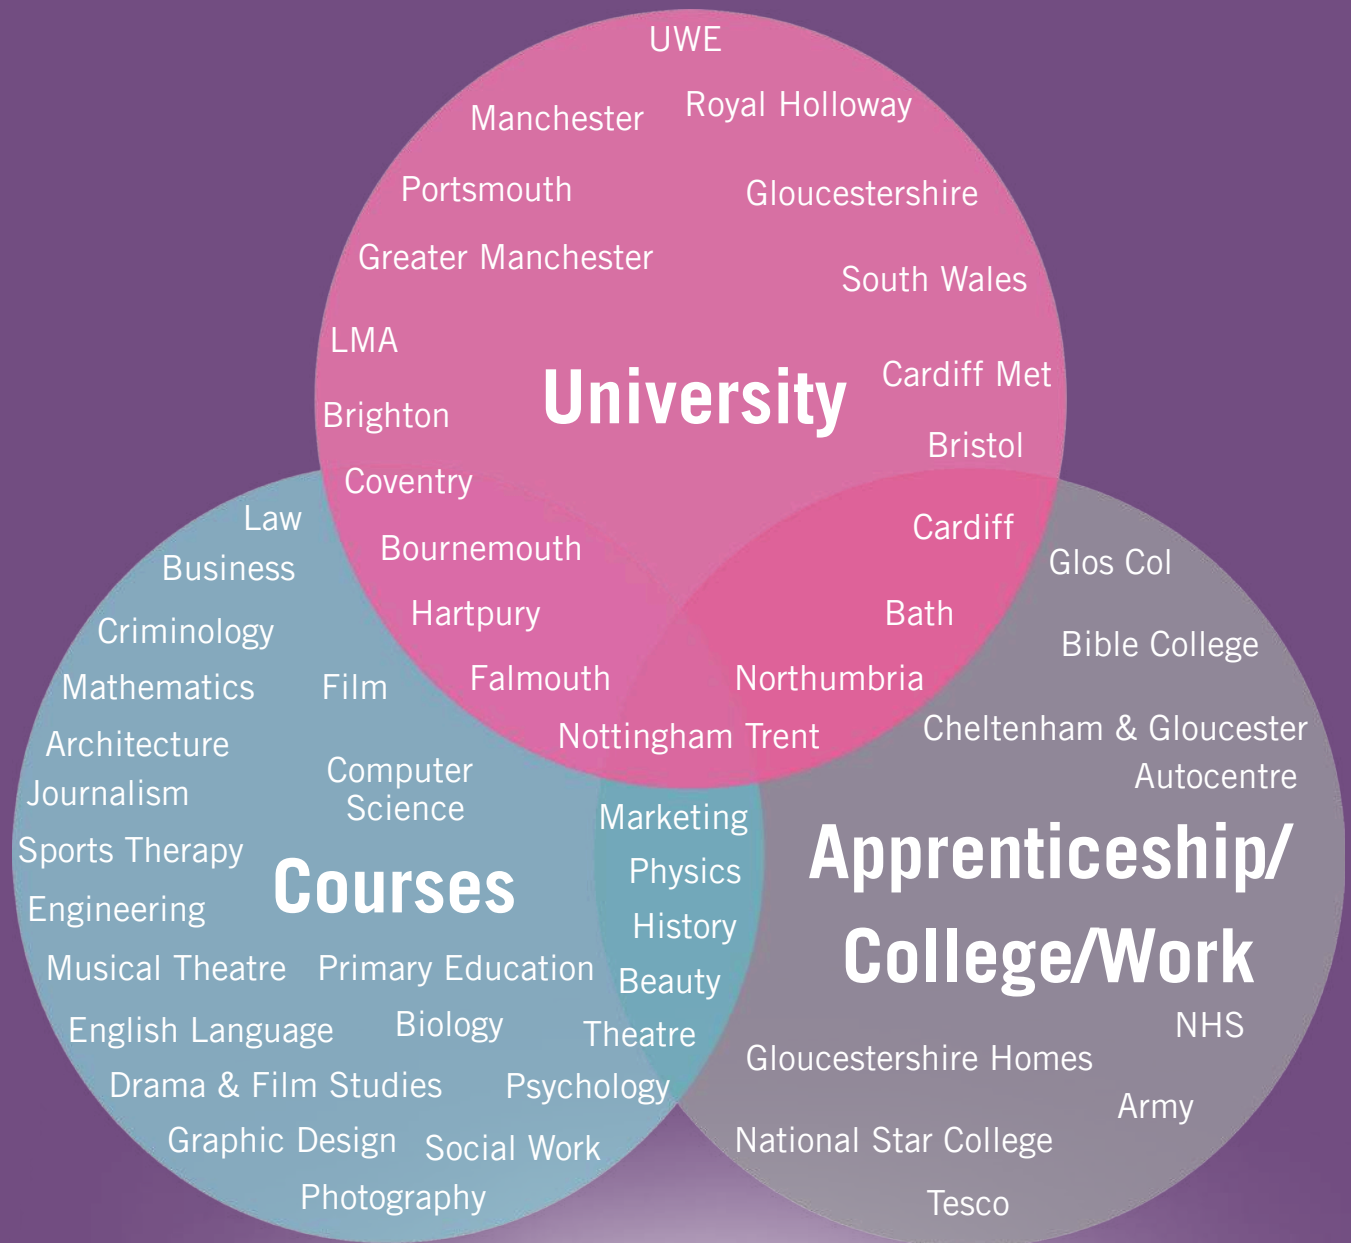 UWE
Manchester
Royal Holloway
Portsmouth
Gloucestershire
Greater Manchester
South Wales
LMA
Cardiff Met
University
Brighton
Bristol
Coventry
Cardiff
Bournemouth
Hartpury
Bath
Falmouth
Northumbria
Nottingham Trent
Law
Business
Criminology
Mathematics
Film
Architecture
Computer
Science
Journalism
Sports Therapy
Courses
Engineering
Musical Theatre
Primary Education
English Language
Biology
Drama & Film Studies
Psychology
Graphic Design
Social Work
Photography
Marketing
Physics
History
Beauty
Theatre
Glos Col
Bible College
Cheltenham & Gloucester
Autocentre
Apprenticeship/
College/Work
NHS
Gloucestershire Homes
Army
National Star College
Tesco